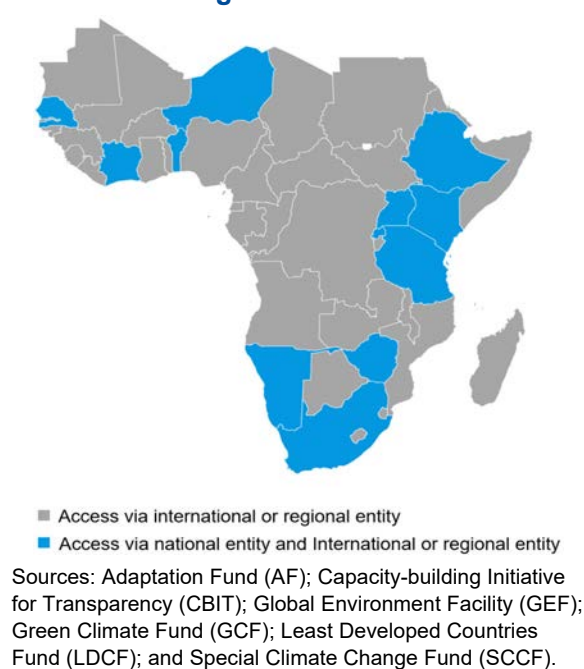 Access via international or regional entity
Access via national entity and International or regional entity
Sources: Adaptation Fund (AF); Capacity-building Initiative
for Transparency (CBIT); Global Environment Facility (GEF);
Green Climate Fund (GCF); Least Developed Countries
Fund (LDCF); and Special Climate Change Fund (SCCF).